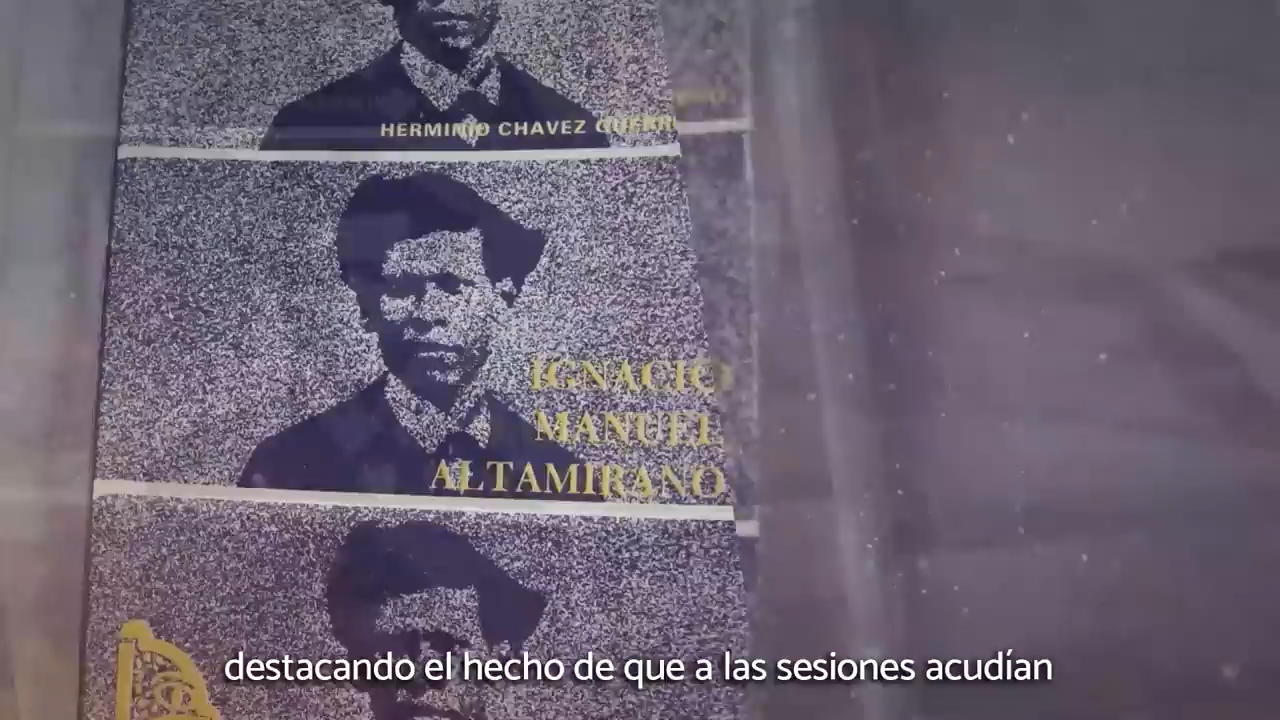 HERMINIO CHAVEZ
IGNACIO
MANUEL
ALTAMIRANO
destacando el hecho de que a las sesiones acudían